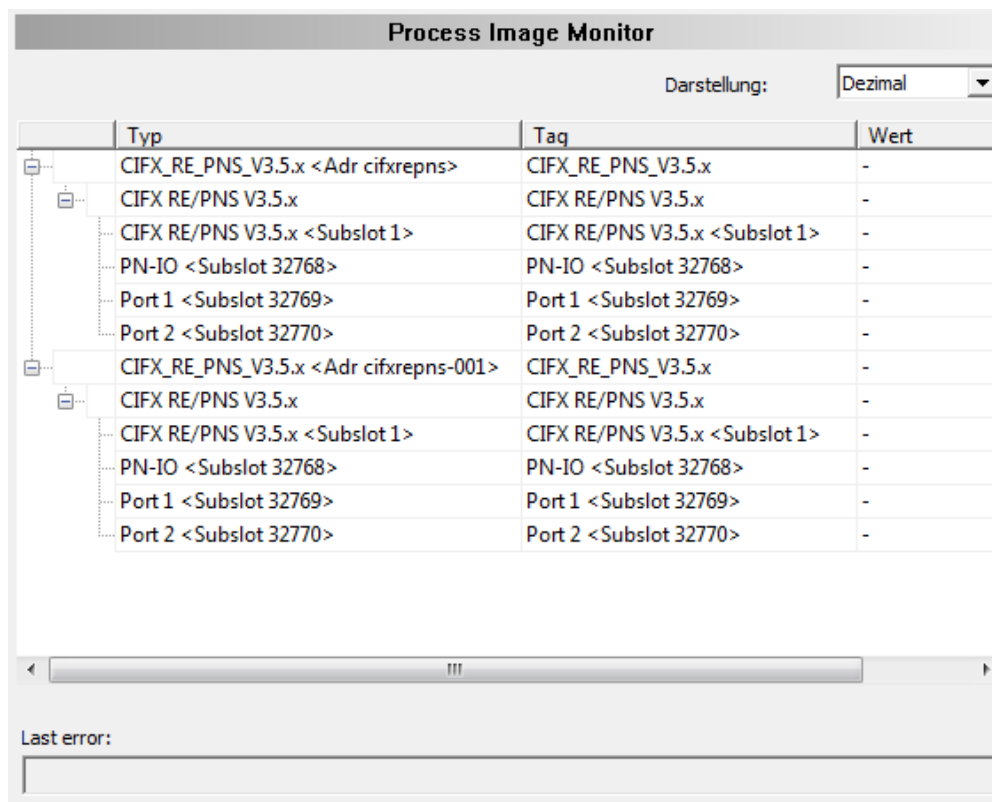 Process Image Monitor
Darstellung: Dezimal
Typ Tag Wert
CIFX_RE_PNS_V3.5.x <Adr cifxrepns> CIFX_RE_PNS_V3.5.x -
CIFX RE/PNS V3.5.x CIFX RE/PNS V3.5.x -
CIFX RE/PNS V3.5.x <Subslot 1> CIFX RE/PNS V3.5.x <Subslot 1> -
PN-IO <Subslot 32768> PN-IO <Subslot 32768> -
Port 1 <Subslot 32769> Port 1 <Subslot 32769> -
Port 2 <Subslot 32770> Port 2 <Subslot 32770> -
CIFX_RE_PNS_V3.5.x <Adr cifxrepns-001> CIFX_RE_PNS_V3.5.x -
CIFX RE/PNS V3.5.x CIFX RE/PNS V3.5.x -
CIFX RE/PNS V3.5.x <Subslot 1> CIFX RE/PNS V3.5.x <Subslot 1> -
PN-IO <Subslot 32768> PN-IO <Subslot 32768> -
Port 1 <Subslot 32769> Port 1 <Subslot 32769> -
Port 2 <Subslot 32770> Port 2 <Subslot 32770> -
Last error: